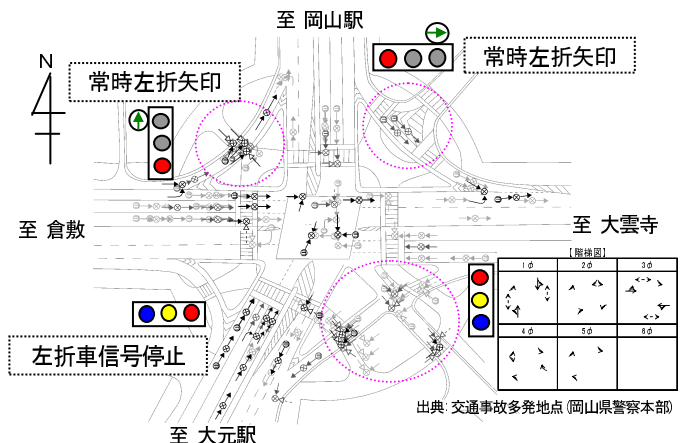 至 岡山駅
常時左折矢印
N
常時左折矢印
至 倉敷
至 大雲寺
【階梯図】
1φ 2φ 3φ
4φ 5φ 6φ
左折車信号停止
出典：交通事故多発地点（岡山県警察本部）
至 大元駅